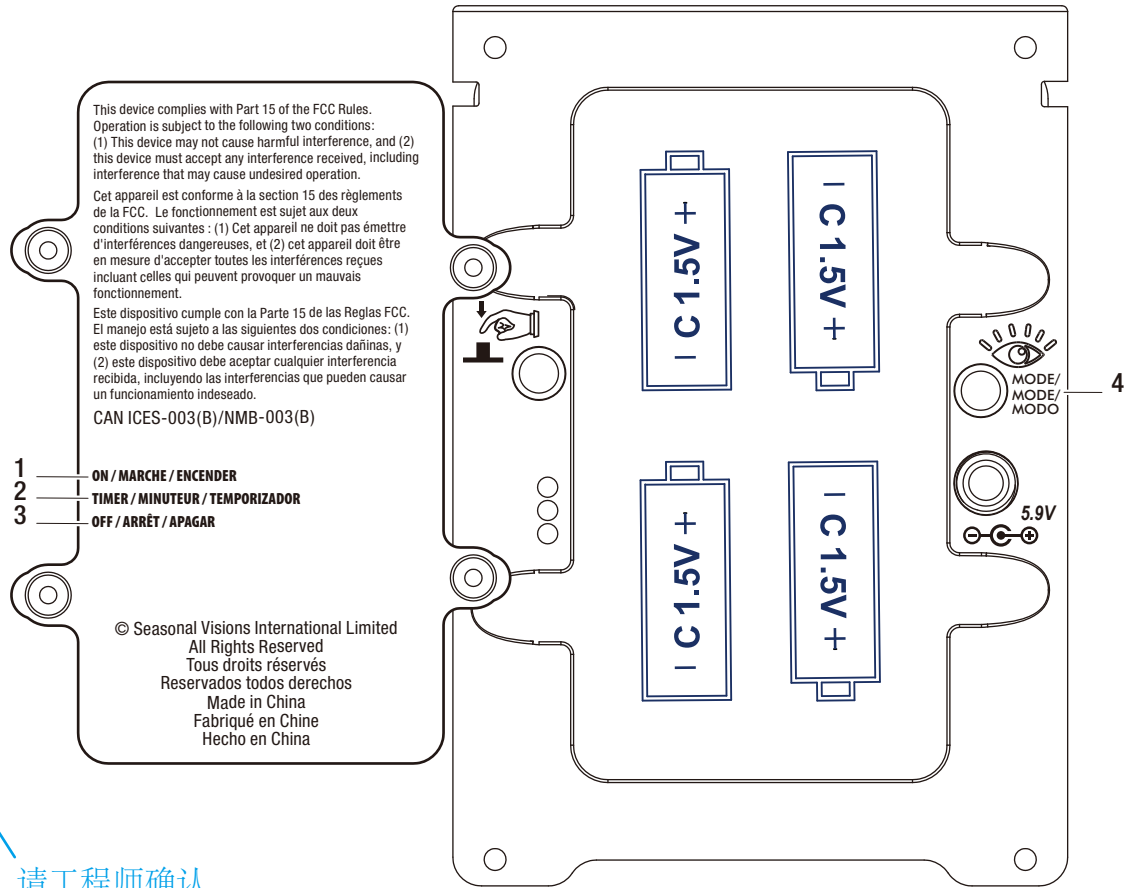 This device complies with Part 15 of the FCC Rules.
Operation is subject to the following two conditions:
(1) This device may not cause harmful interference, and (2)
this device must accept any interference received, including
interference that may cause undesired operation.
Cet appareil est conforme à la section 15 des règlements
de la FCC. Le fonctionnement est sujet aux deux
conditions suivantes : (1) Cet appareil ne doit pas émettre
d'interférences dangereuses, et (2) cet appareil doit être
en mesure d'accepter toutes les interférences reçues
incluant celles qui peuvent provoquer un mauvais
fonctionnement.
Este dispositivo cumple con la Parte 15 de las Reglas FCC.
El manejo está sujeto a las siguientes dos condiciones: (1)
este dispositivo no debe causar interferencias dañinas, y
(2) este dispositivo debe aceptar cualquier interferencia
recibida, incluyendo las interferencias que pueden causar
un funcionamiento indeseado.
CAN ICES-003(B)/NMB-003(B)
1 ON / MARCHE / ENCENDER
2 TIMER / MINUTEUR / TEMPORIZADOR
3 OFF / ARRÊT / APAGAR
© Seasonal Visions International Limited
All Rights Reserved
Tous droits réservés
Reservados todos derechos
Made in China
Fabriqué en Chine
Hecho en China
– C 1.5V +
– C 1.5V +
– C 1.5V +
– C 1.5V +
MODE/
MODE/
MODO
4
5.9V
请工程师确认